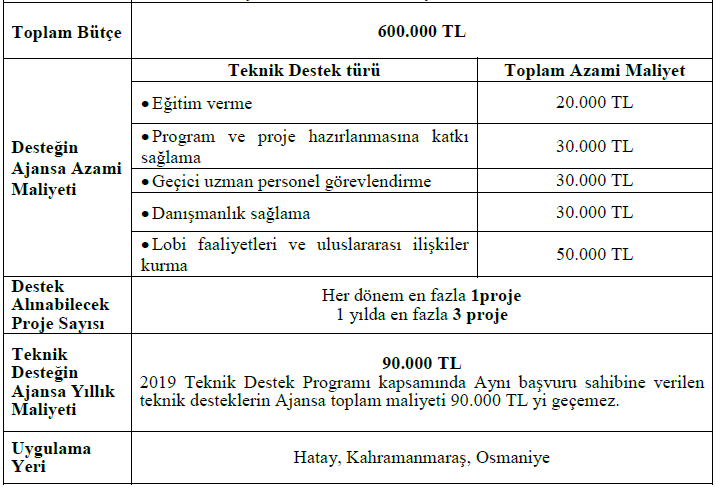 Toplam Bütçe
600.000 TL
Desteğin
Ajansa Azami
Maliyeti
Teknik Destek türü
Toplam Azami Maliyet
•Eğitim verme
20.000 TL
•Program ve proje hazırlanmasına katkı
sağlama
30.000 TL
•Geçici uzman personel görevlendirme
30.000 TL
•Danışmanlık sağlama
30.000 TL
•Lobi faaliyetleri ve uluslararası ilişkiler
kurma
50.000 TL
Destek
Alınabilecek
Proje Sayısı
Her dönem en fazla 1proje
1 yılda en fazla 3 proje
Teknik
Desteğin
Ajansa Yıllık
Maliyeti
90.000 TL
2019 Teknik Destek Programı kapsamında Aynı başvuru sahibine verilen
teknik desteklerin Ajansa toplam maliyeti 90.000 TL yi geçemez.
Uygulama
Yeri
Hatay, Kahramanmaraş, Osmaniye